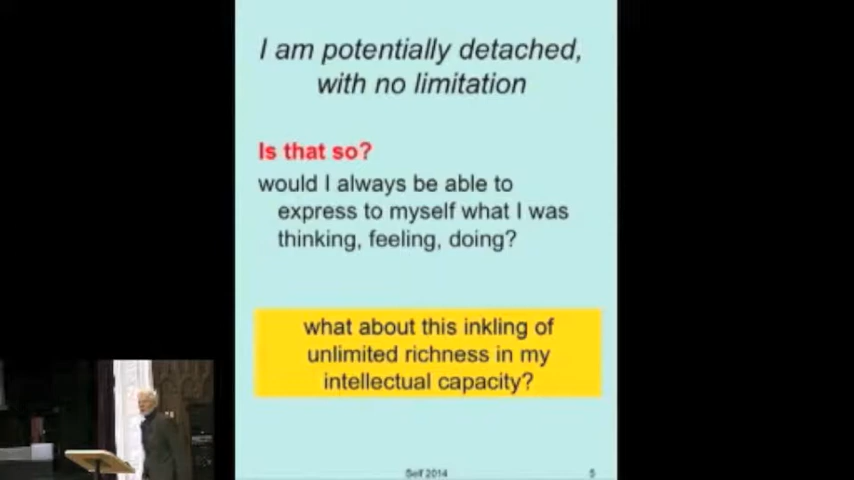 I am potentially detached,
with no limitation
Is that so?
would I always be able to
express to myself what I was
thinking, feeling, doing?
what about this inkling of
unlimited richness in my
intellectual capacity?
Self 2014
5